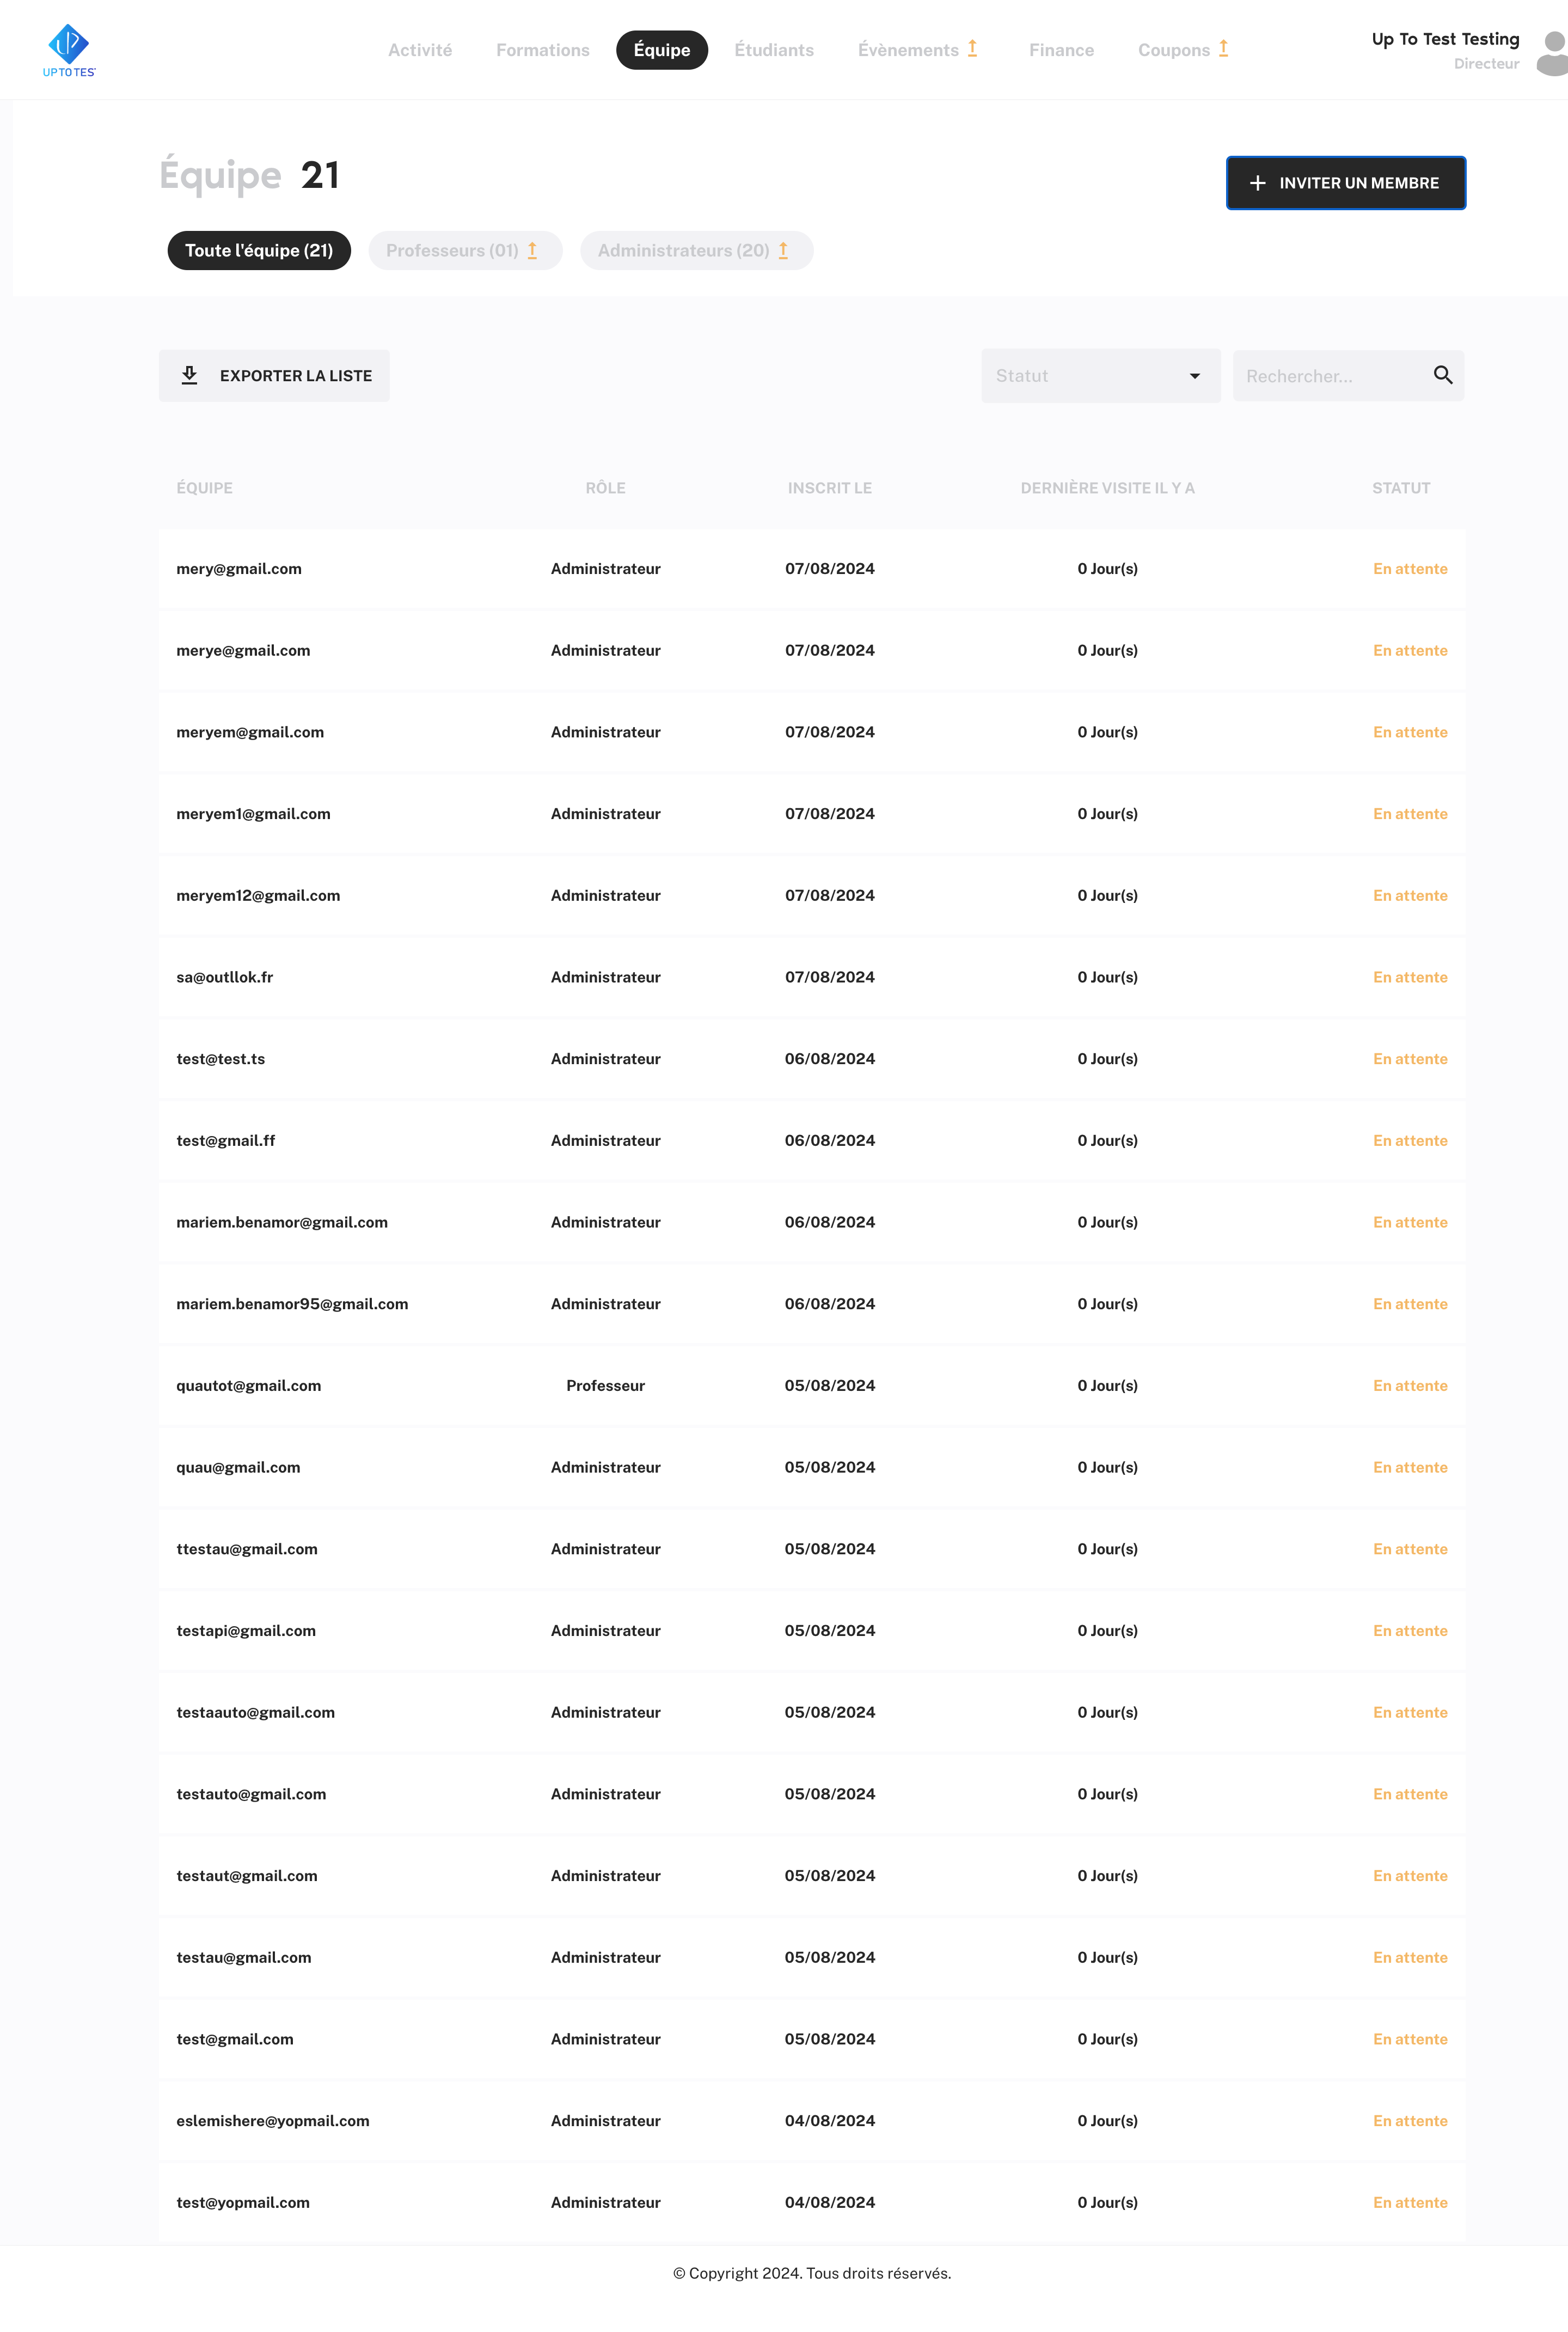 UPTOTES'
Activité Formations Équipe Étudiants Évènements Finance Coupons
Up To Test Testing
Directeur
Équipe 21
INVITER UN MEMBRE
Toute l'équipe (21) Professeurs (01) Administrateurs (20)
EXPORTER LA LISTE Statut Rechercher...
ÉQUIPE RÔLE INSCRIT LE DERNIÈRE VISITE IL Y A STATUT
mery@gmail.com Administrateur 07/08/2024 0 Jour(s) En attente
merye@gmail.com Administrateur 07/08/2024 0 Jour(s) En attente
meryem@gmail.com Administrateur 07/08/2024 0 Jour(s) En attente
meryem1@gmail.com Administrateur 07/08/2024 0 Jour(s) En attente
meryem12@gmail.com Administrateur 07/08/2024 0 Jour(s) En attente
sa@outllok.fr Administrateur 07/08/2024 0 Jour(s) En attente
test@test.ts Administrateur 06/08/2024 0 Jour(s) En attente
test@gmail.ff Administrateur 06/08/2024 0 Jour(s) En attente
mariem.benamor@gmail.com Administrateur 06/08/2024 0 Jour(s) En attente
mariem.benamor95@gmail.com Administrateur 06/08/2024 0 Jour(s) En attente
quautot@gmail.com Professeur 05/08/2024 0 Jour(s) En attente
quau@gmail.com Administrateur 05/08/2024 0 Jour(s) En attente
ttestau@gmail.com Administrateur 05/08/2024 0 Jour(s) En attente
testapi@gmail.com Administrateur 05/08/2024 0 Jour(s) En attente
testaauto@gmail.com Administrateur 05/08/2024 0 Jour(s) En attente
testauto@gmail.com Administrateur 05/08/2024 0 Jour(s) En attente
testaut@gmail.com Administrateur 05/08/2024 0 Jour(s) En attente
testau@gmail.com Administrateur 05/08/2024 0 Jour(s) En attente
test@gmail.com Administrateur 05/08/2024 0 Jour(s) En attente
eslemishere@yopmail.com Administrateur 04/08/2024 0 Jour(s) En attente
test@yopmail.com Administrateur 04/08/2024 0 Jour(s) En attente
© Copyright 2024. Tous droits réservés.